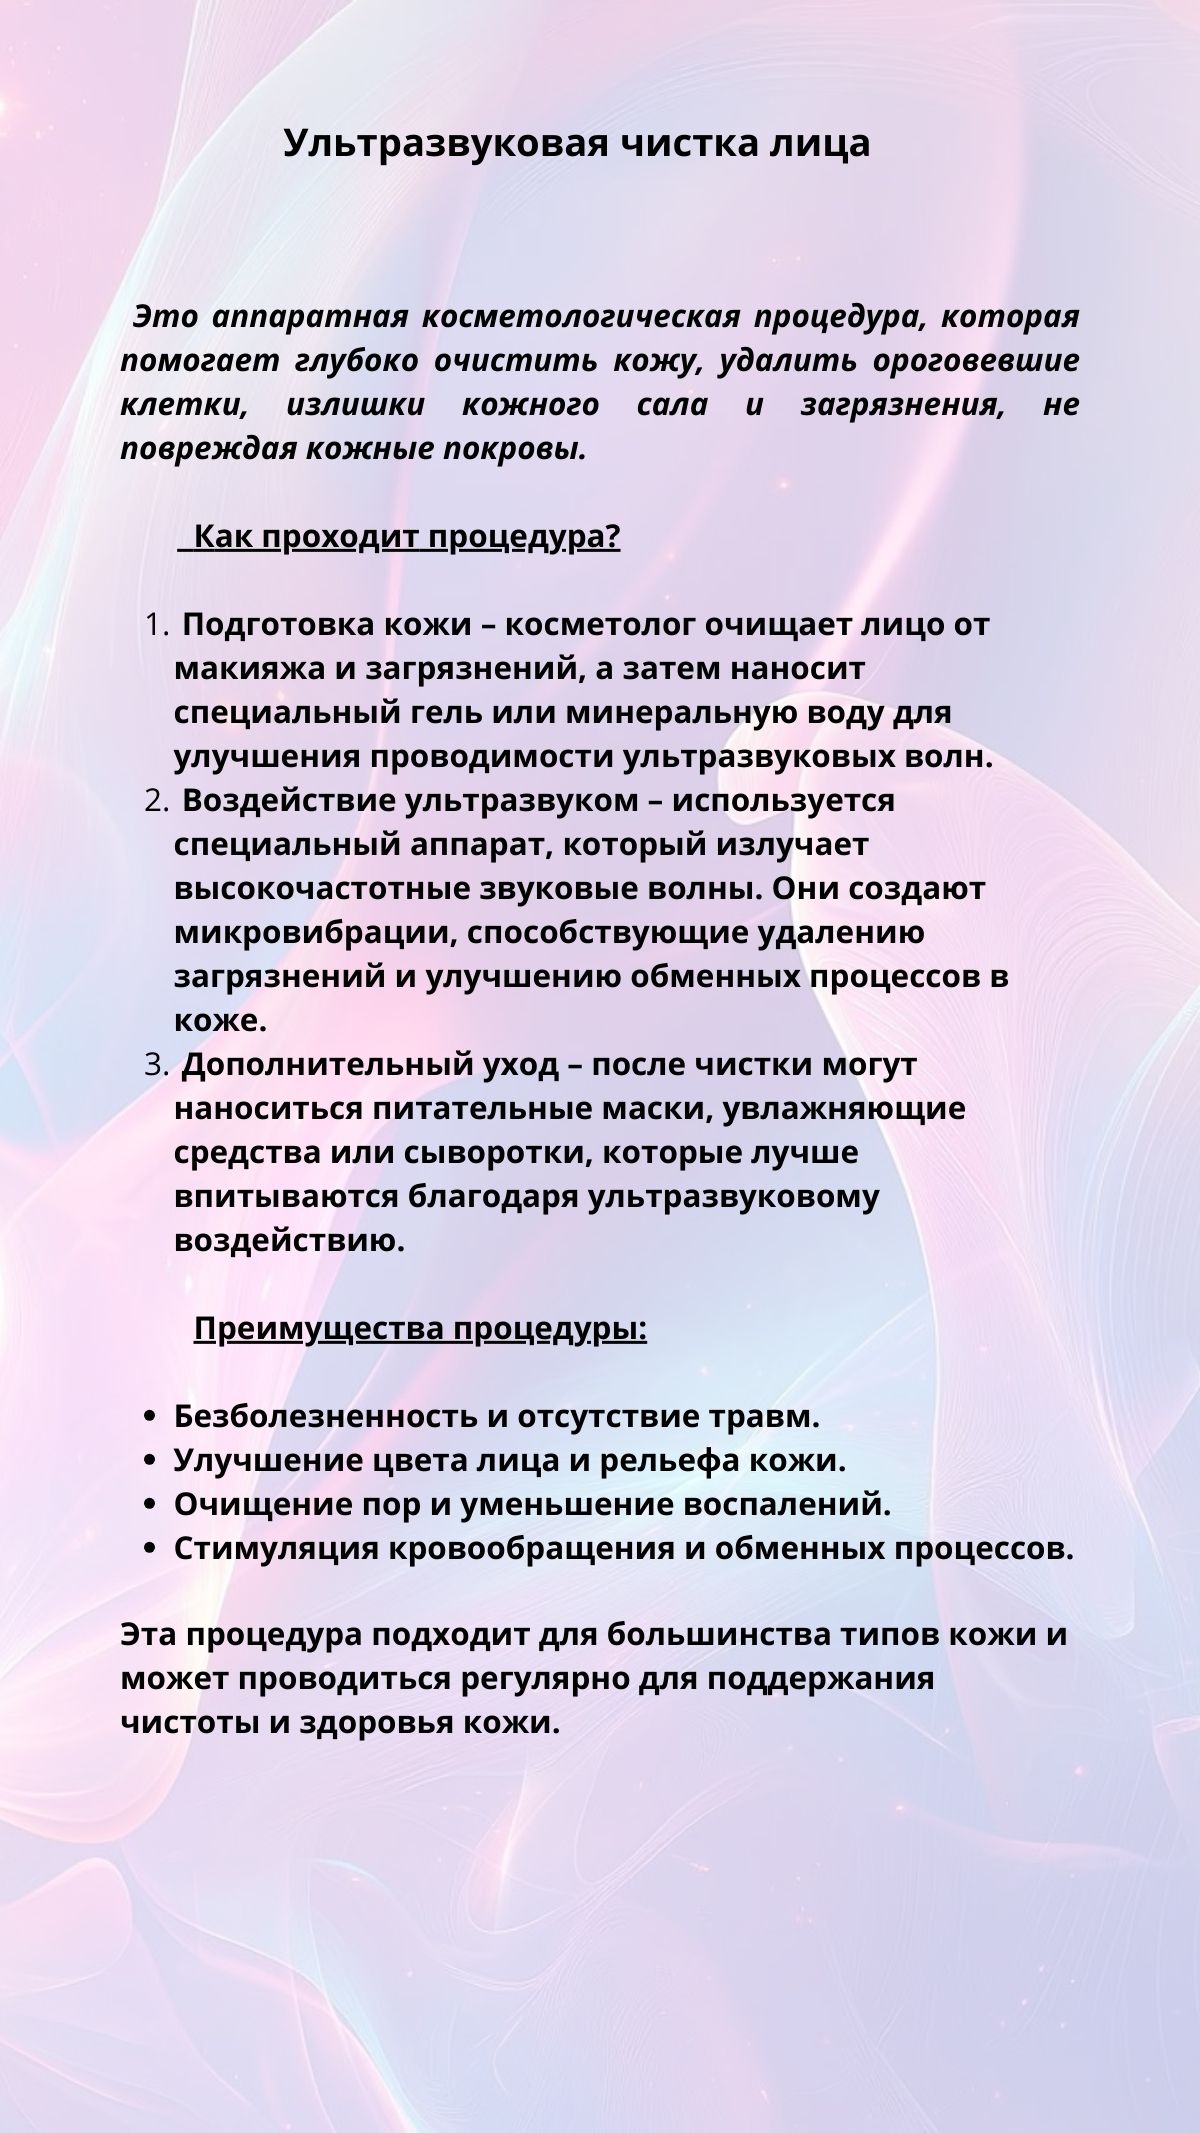 Ультразвуковая чистка лица
Это аппаратная косметологическая процедура, которая
помогает глубоко очистить кожу, удалить ороговевшие
клетки, излишки кожного сала и загрязнения, не
повреждая кожные покровы.
Как проходит процедура?
1. Подготовка кожи – косметолог очищает лицо от
макияжа и загрязнений, а затем наносит
специальный гель или минеральную воду для
улучшения проводимости ультразвуковых волн.
2. Воздействие ультразвуком – используется
специальный аппарат, который излучает
высокочастотные звуковые волны. Они создают
микровибрации, способствующие удалению
загрязнений и улучшению обменных процессов в
коже.
3. Дополнительный уход – после чистки могут
наноситься питательные маски, увлажняющие
средства или сыворотки, которые лучше
впитываются благодаря ультразвуковому
воздействию.
Преимущества процедуры:
• Безболезненность и отсутствие травм.
• Улучшение цвета лица и рельефа кожи.
• Очищение пор и уменьшение воспалений.
• Стимуляция кровообращения и обменных процессов.
Эта процедура подходит для большинства типов кожи и
может проводиться регулярно для поддержания
чистоты и здоровья кожи.